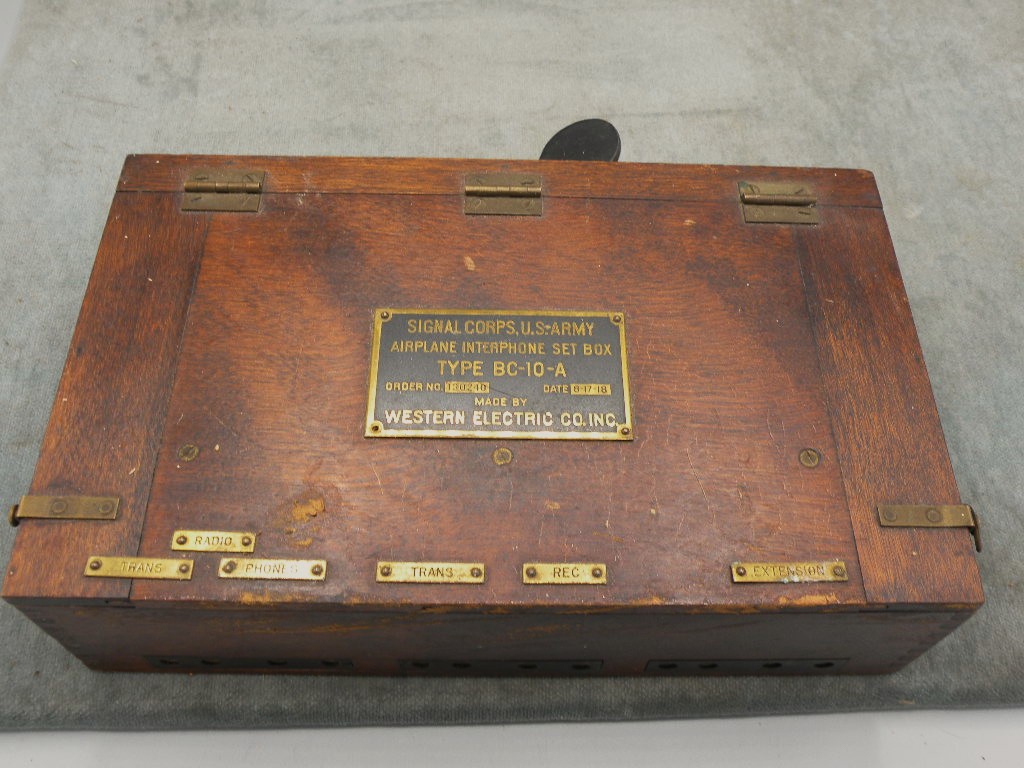 SIGNAL CORPS, U.S. ARMY
AIRPLANE INTERPHONE SET BOX
TYPE BC-10-A
ORDER NO. 130240 DATE 8-17-18
MADE BY
WESTERN ELECTRIC CO. INC.
RADIO
TRANS PHONES TRANS REC EXTENSION